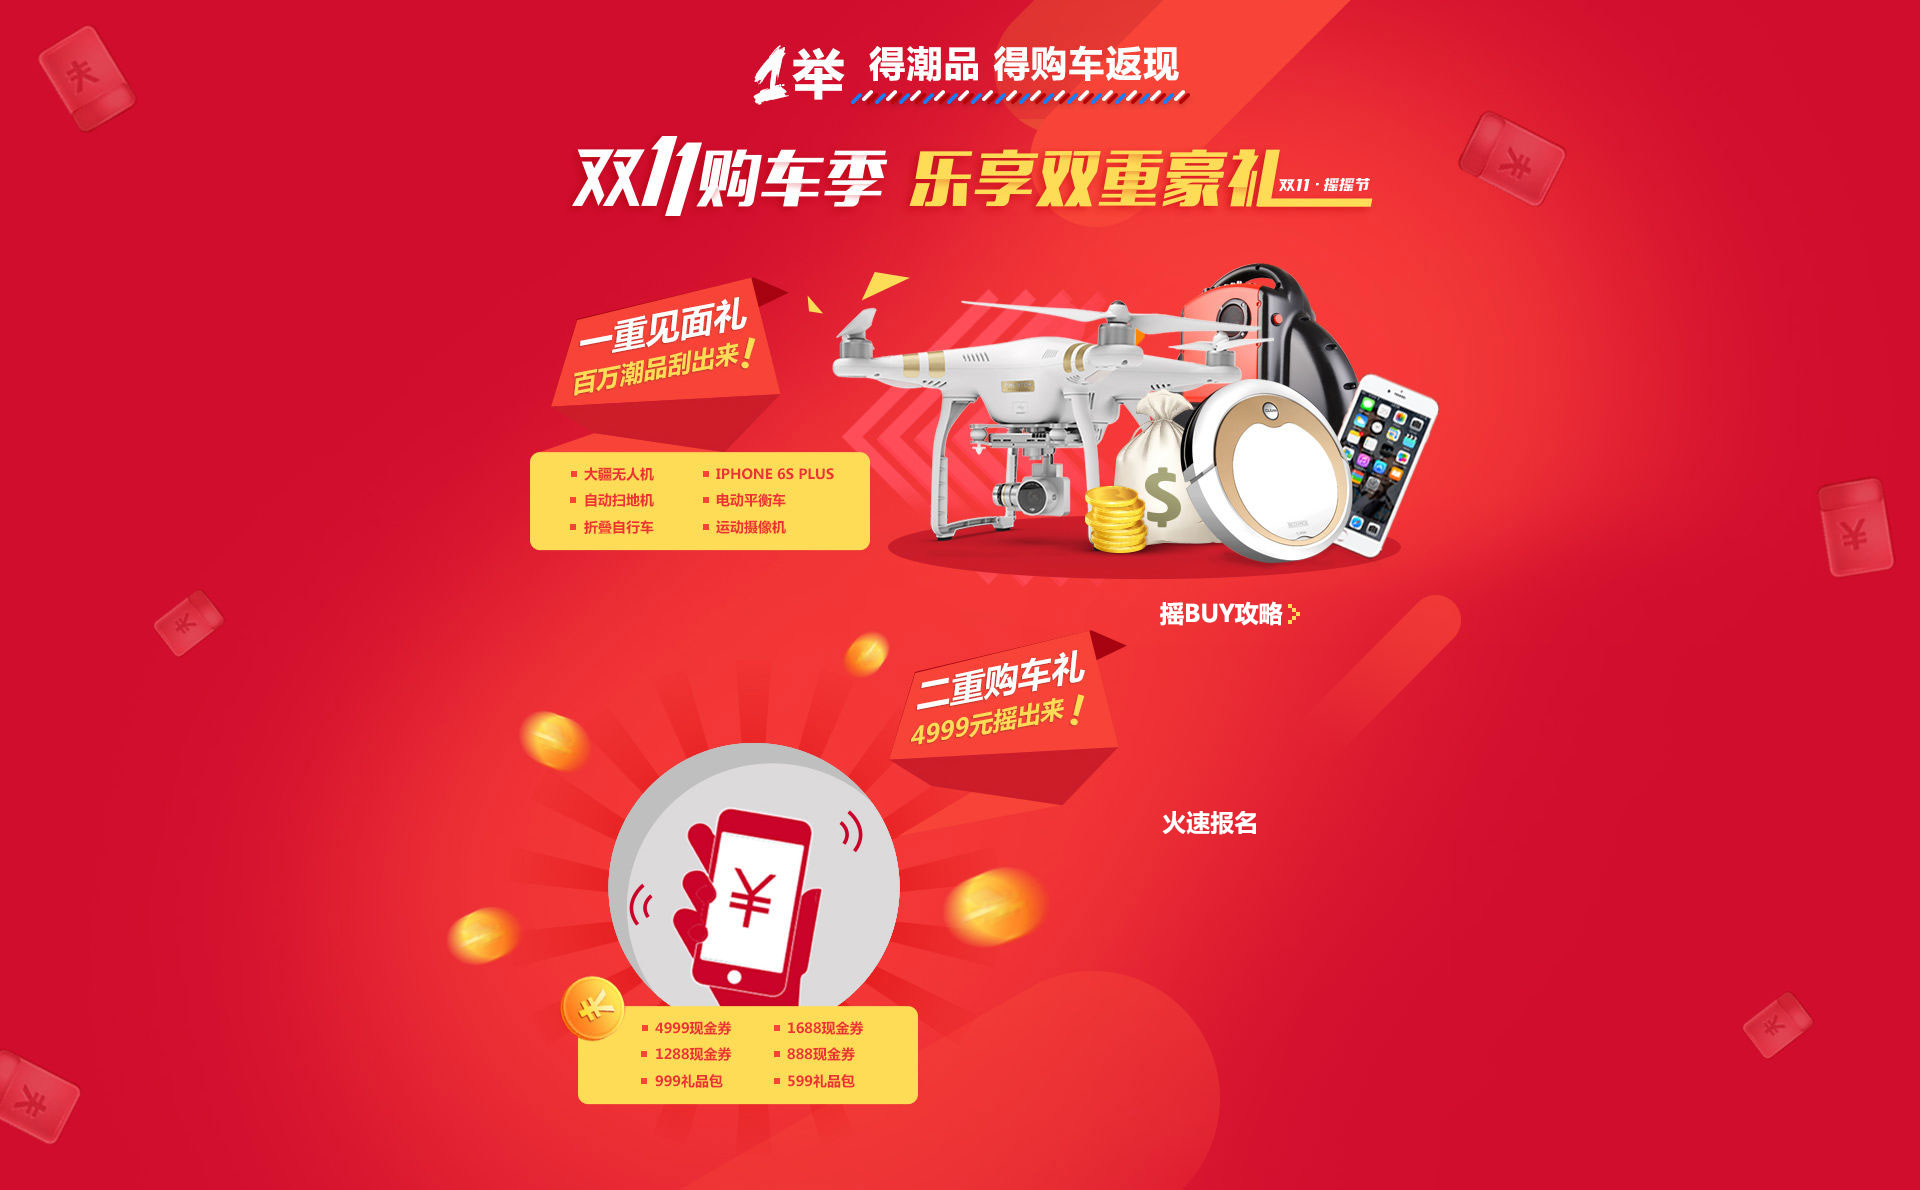 1举 得潮品 得购车返现
双11购车季 乐享双重豪礼 双11·摇摇节
一重见面礼
百万潮品刮出来!
大疆无人机 IPHONE 6S PLUS
自动扫地机 电动平衡车
折叠自行车 运动摄像机
摇BUY攻略
二重购车礼
4999元摇出来!
火速报名
¥
4999现金券 1688现金券
1288现金券 888现金券
999礼品包 599礼品包